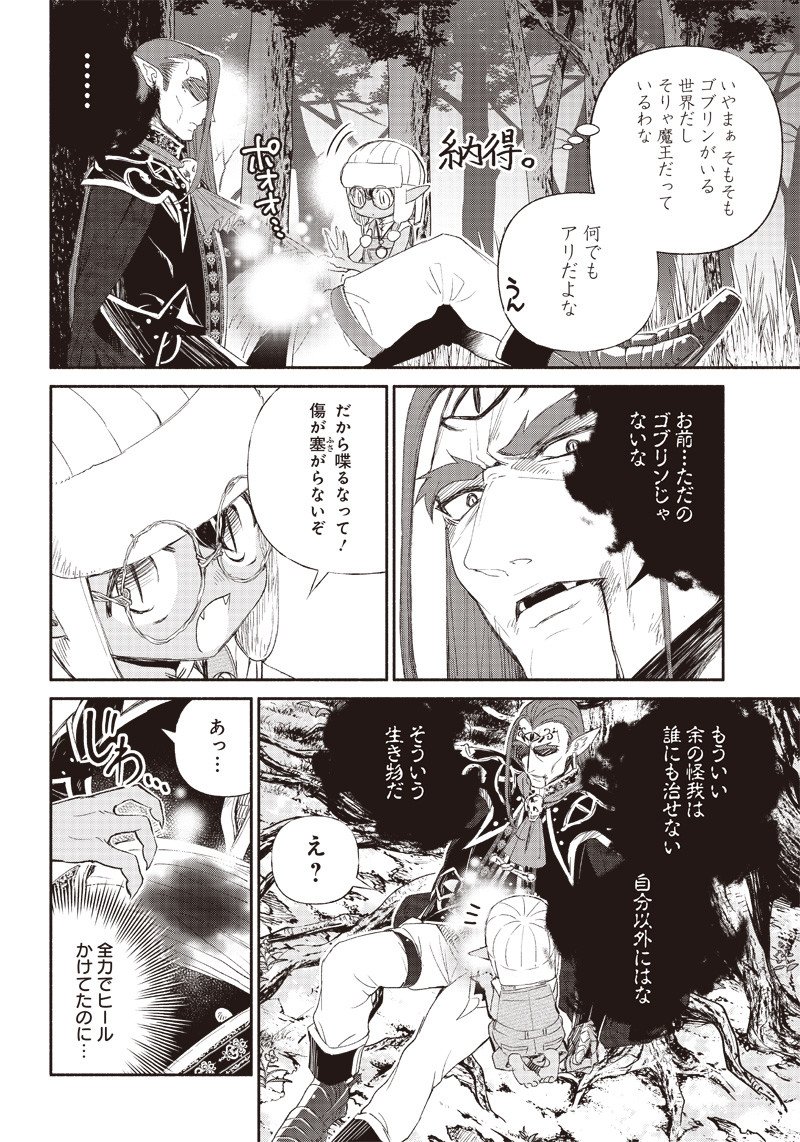 いやまぁ そもそも
ゴブリンがいる
世界だし
そりゃ魔王だって
いるわな
何でも
アリだよな
うん
納得。
ポォォ…
……
お前…ただの
ゴブリンじゃ
ないな
だから喋るなって!
傷が塞がらないぞ
ふさ
もういい
余の怪我は
誰にも治せない
自分以外にはな
そういう
生き物だ
え?
あっ…
じわ…
全力でヒール
かけてたのに…